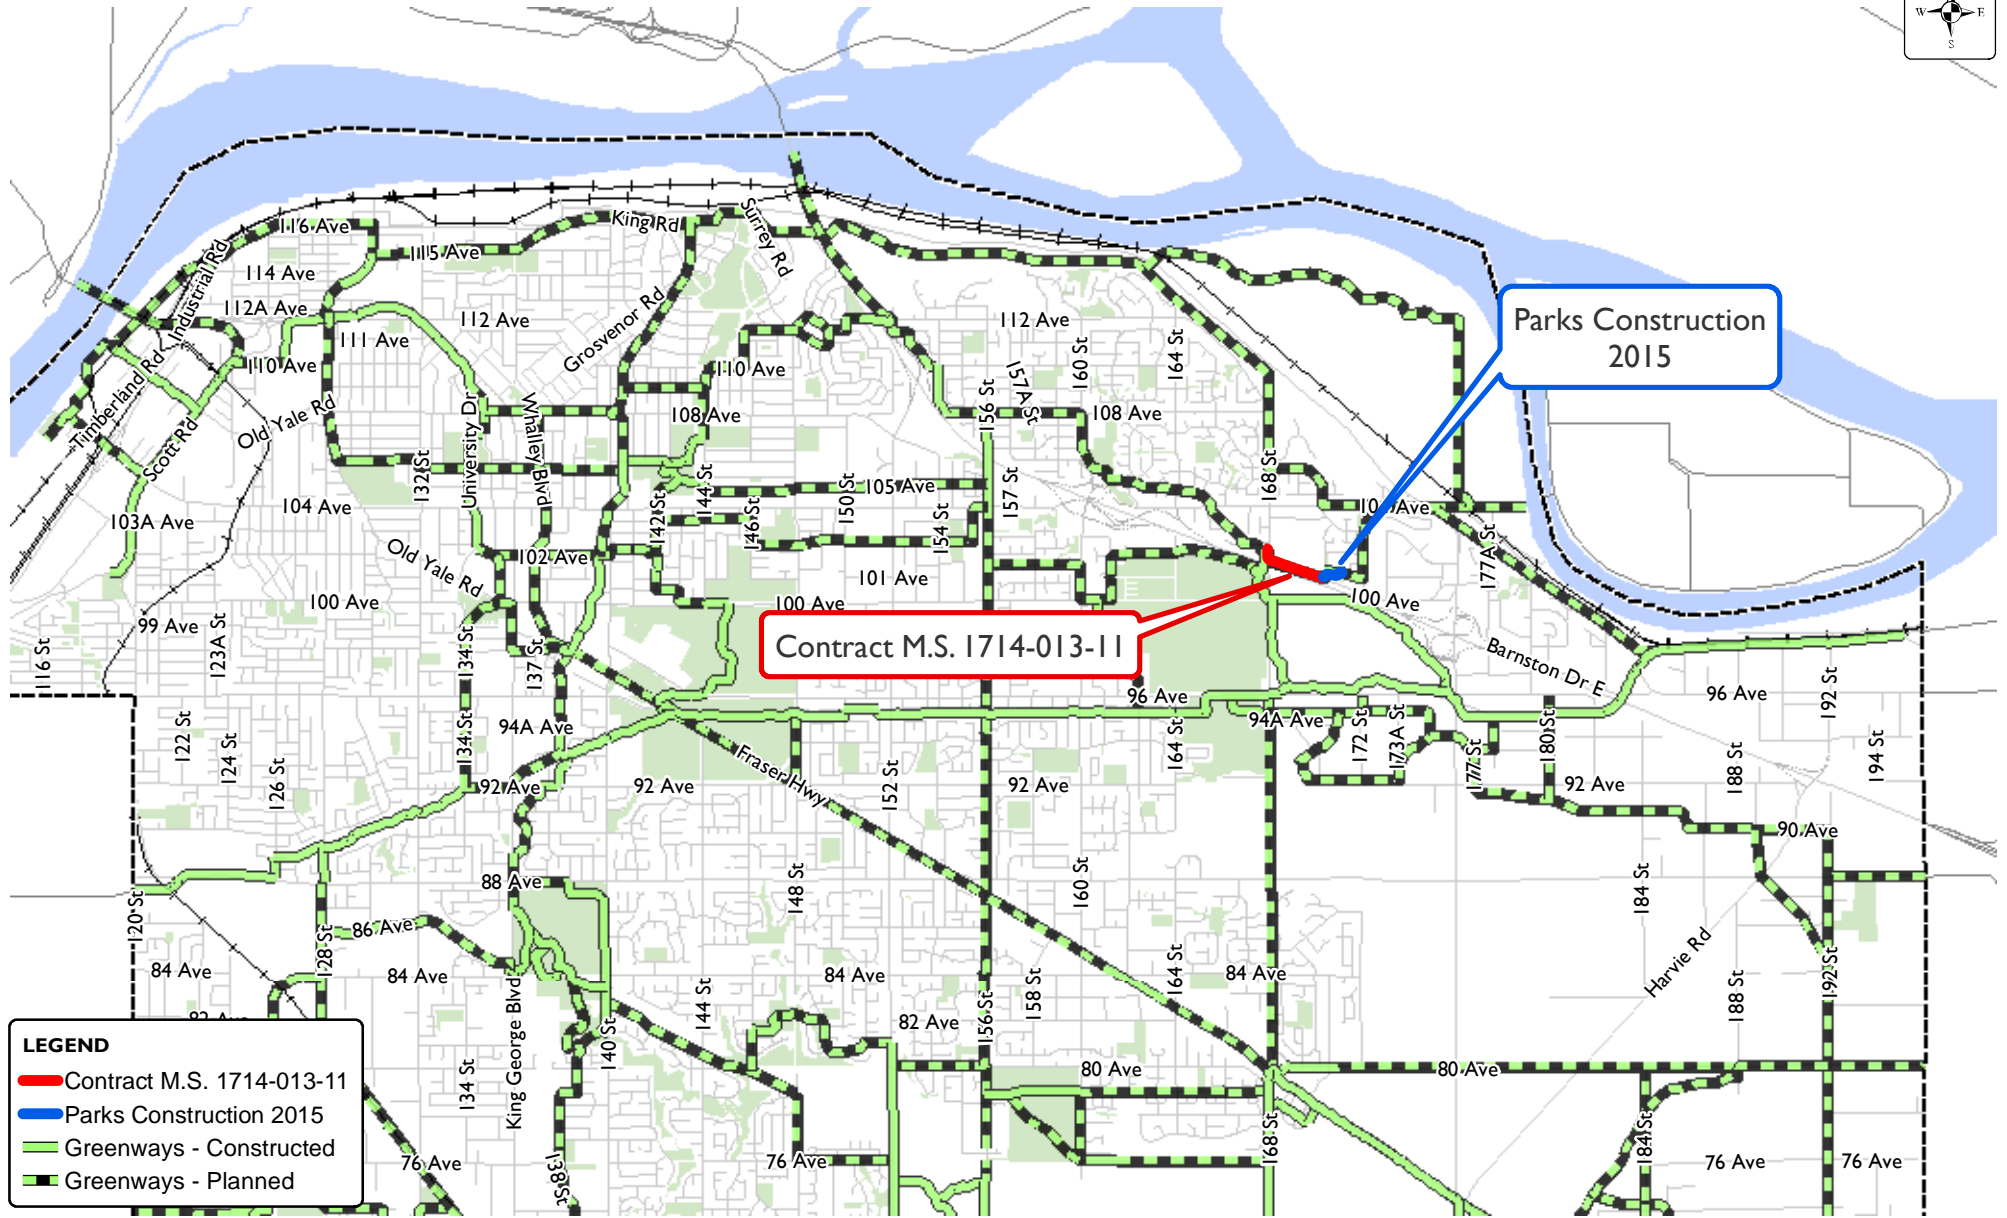 W E
S
King Rd
Surrey Rd
116 Ave
115 Ave
Industrial Rd
114 Ave
112A Ave
112 Ave
Grosvenor Rd
112 Ave
Parks Construction
2015
111 Ave
110 Ave
110 Ave
160 St
164 St
157A St
Timberland Rd
Old Yale Rd
University Dr
Whalley Blvd
108 Ave
156 St
108 Ave
Scott Rd
132 St
144 St
142 St
146 St
150 St
105 Ave
154 St
157 St
168 St
104 Ave
103A Ave
104 Ave
Old Yale Rd
102 Ave
101 Ave
177A St
100 Ave
100 Ave
100 Ave
99 Ave
123A St
116 St
134 St
137 St
Contract M.S. 1714-013-11
Barnston Dr E
96 Ave
96 Ave
192 St
122 St
124 St
126 St
134 St
94A Ave
Fraser Hwy
164 St
94A Ave
172 St
173A St
177 St
180 St
188 St
194 St
92 Ave
92 Ave
152 St
92 Ave
92 Ave
90 Ave
88 Ave
148 St
160 St
184 St
120 St
86 Ave
128 St
Harvie Rd
84 Ave
84 Ave
King George Blvd
144 St
84 Ave
158 St
164 St
84 Ave
188 St
192 St
82 Ave
140 St
82 Ave
156 St
134 St
80 Ave
80 Ave
138 St
168 St
184 St
76 Ave
76 Ave
76 Ave
76 Ave
LEGEND
Contract M.S. 1714-013-11
Parks Construction 2015
Greenways - Constructed
Greenways - Planned